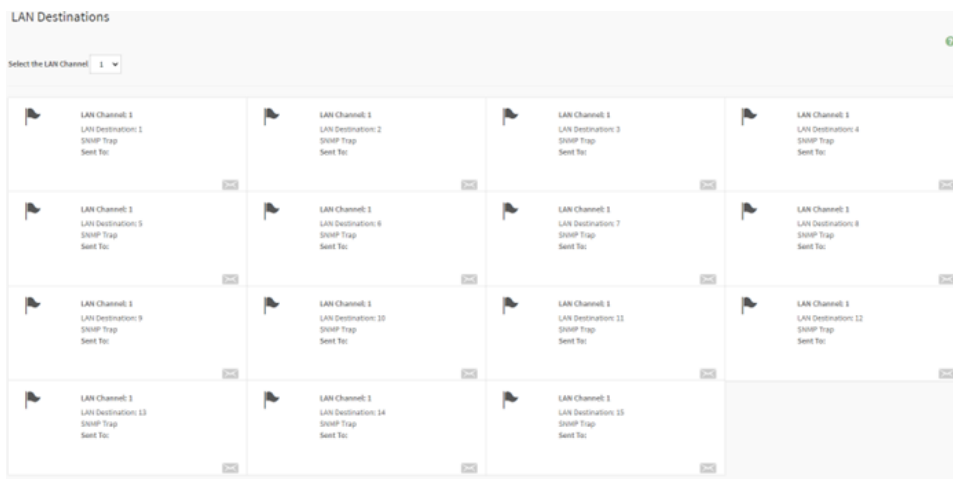 LAN Destinations
?
Select the LAN Channel 1
LAN Channel: 1
LAN Destination: 1
SNMP Trap
Sent To:
LAN Channel: 1
LAN Destination: 2
SNMP Trap
Sent To:
LAN Channel: 1
LAN Destination: 3
SNMP Trap
Sent To:
LAN Channel: 1
LAN Destination: 4
SNMP Trap
Sent To:
LAN Channel: 1
LAN Destination: 5
SNMP Trap
Sent To:
LAN Channel: 1
LAN Destination: 6
SNMP Trap
Sent To:
LAN Channel: 1
LAN Destination: 7
SNMP Trap
Sent To:
LAN Channel: 1
LAN Destination: 8
SNMP Trap
Sent To:
LAN Channel: 1
LAN Destination: 9
SNMP Trap
Sent To:
LAN Channel: 1
LAN Destination: 10
SNMP Trap
Sent To:
LAN Channel: 1
LAN Destination: 11
SNMP Trap
Sent To:
LAN Channel: 1
LAN Destination: 12
SNMP Trap
Sent To:
LAN Channel: 1
LAN Destination: 13
SNMP Trap
Sent To:
LAN Channel: 1
LAN Destination: 14
SNMP Trap
Sent To:
LAN Channel: 1
LAN Destination: 15
SNMP Trap
Sent To: